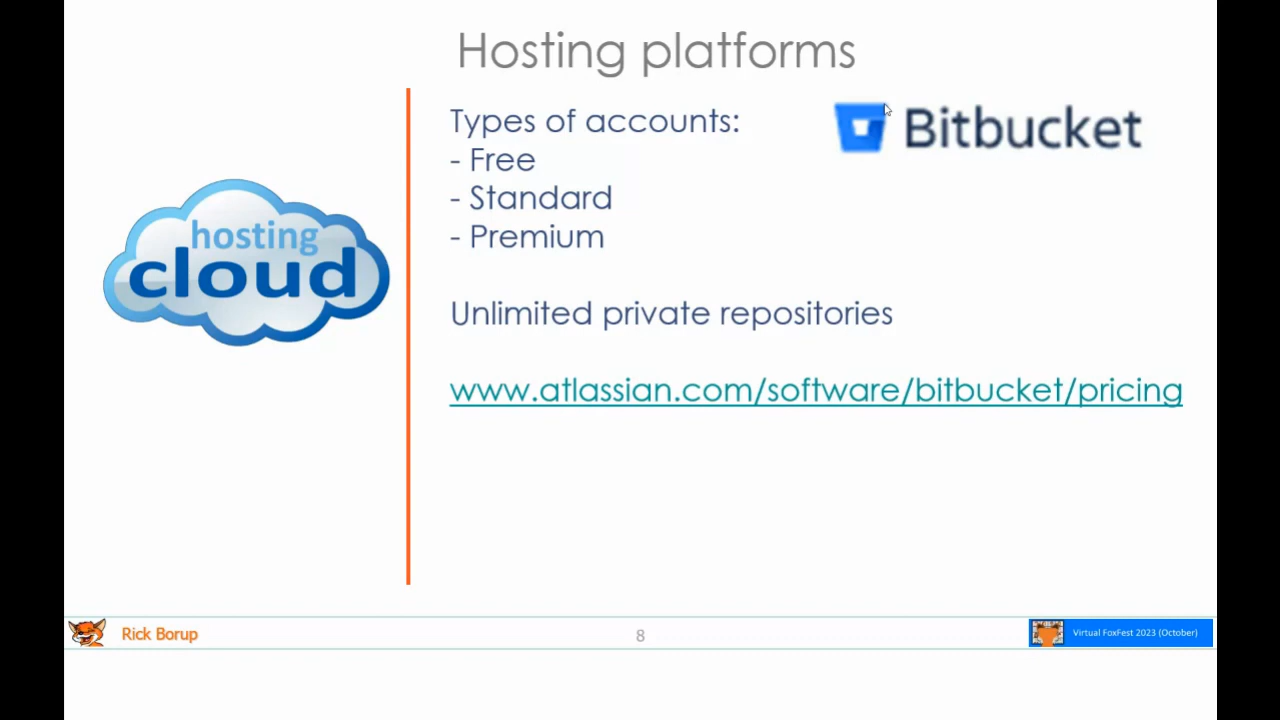 Hosting platforms
Types of accounts:
- Free
- Standard
- Premium
Unlimited private repositories
www.atlassian.com/software/bitbucket/pricing
Bitbucket
hosting
cloud
Rick Borup
8
Virtual FoxFest 2023 (October)